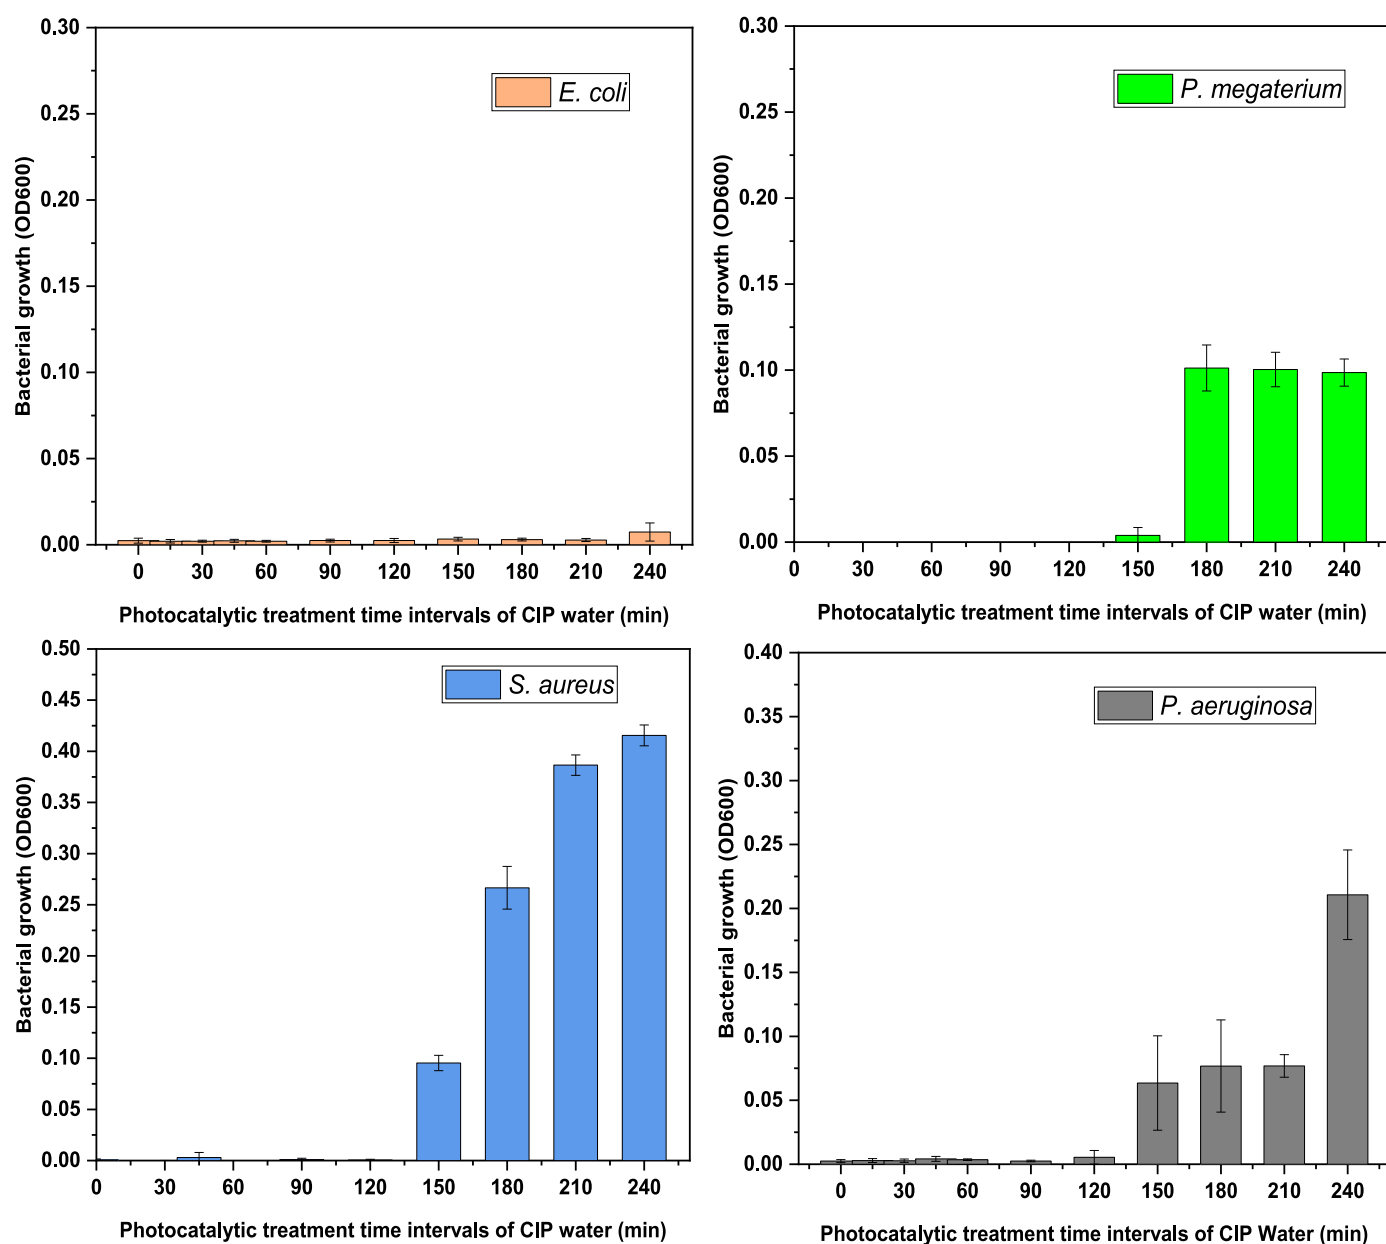 E. coli
Bacterial growth (OD600)
0.30
0.25
0.20
0.15
0.10
0.05
0.00
0 30 60 90 120 150 180 210 240
Photocatalytic treatment time intervals of CIP water (min)
P. megaterium
Bacterial growth (OD600)
0.30
0.25
0.20
0.15
0.10
0.05
0.00
0 30 60 90 120 150 180 210 240
Photocatalytic treatment time intervals of CIP water (min)
S. aureus
Bacterial growth (OD600)
0.50
0.45
0.40
0.35
0.30
0.25
0.20
0.15
0.10
0.05
0.00
0 30 60 90 120 150 180 210 240
Photocatalytic treatment time intervals of CIP water (min)
P. aeruginosa
Bacterial growth (OD600)
0.40
0.35
0.30
0.25
0.20
0.15
0.10
0.05
0.00
0 30 60 90 120 150 180 210 240
Photocatalytic treatment time intervals of CIP Water (min)